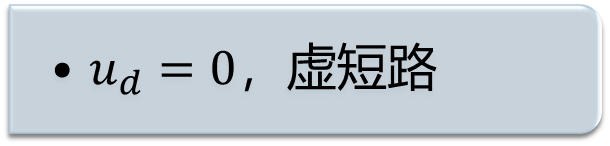 • $u_d = 0$，虚短路